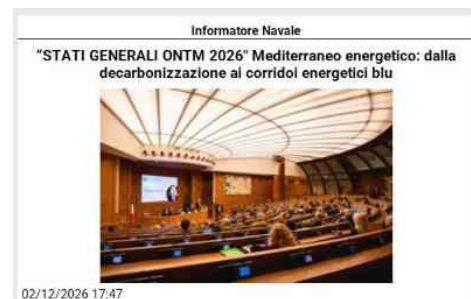 Informatore Navale
"STATI GENERALI ONTM 2026" Mediterraneo energetico: dalla
decarbonizzazione ai corridoi energetici blu
02/12/2026 17:47